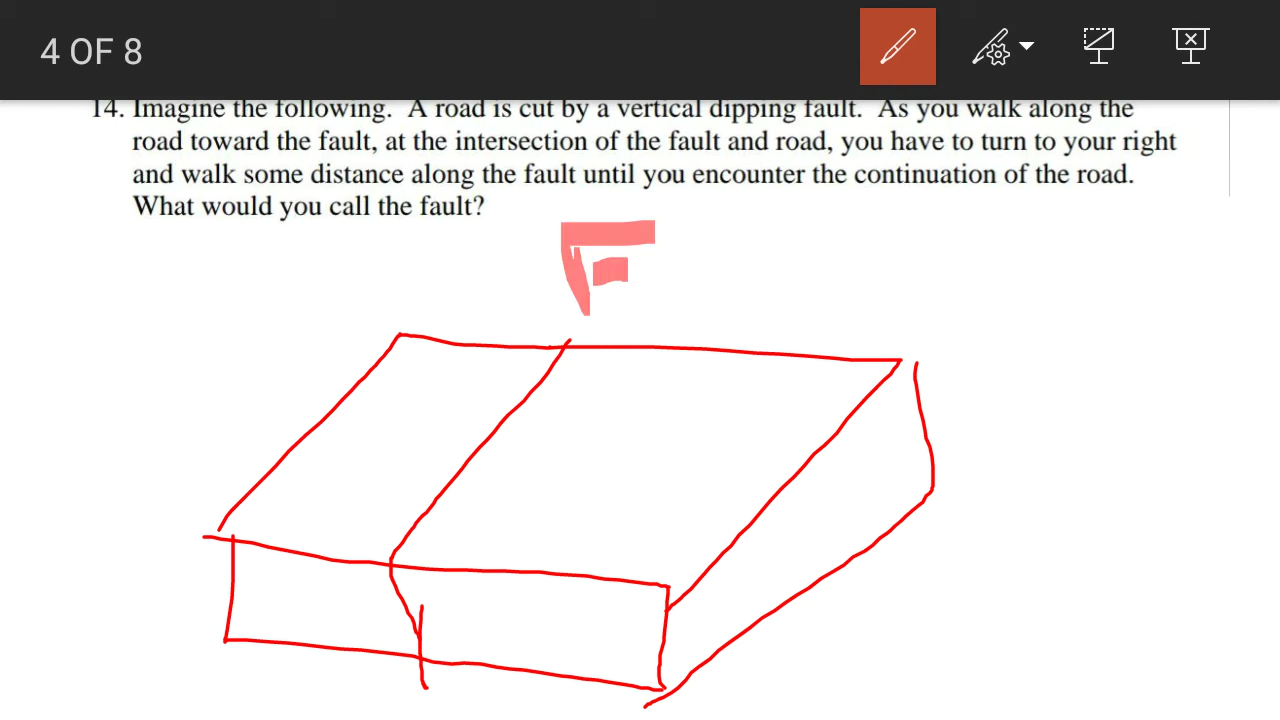 4 OF 8
14. Imagine the following. A road is cut by a vertical dipping fault. As you walk along the
road toward the fault, at the intersection of the fault and road, you have to turn to your right
and walk some distance along the fault until you encounter the continuation of the road.
What would you call the fault?
F